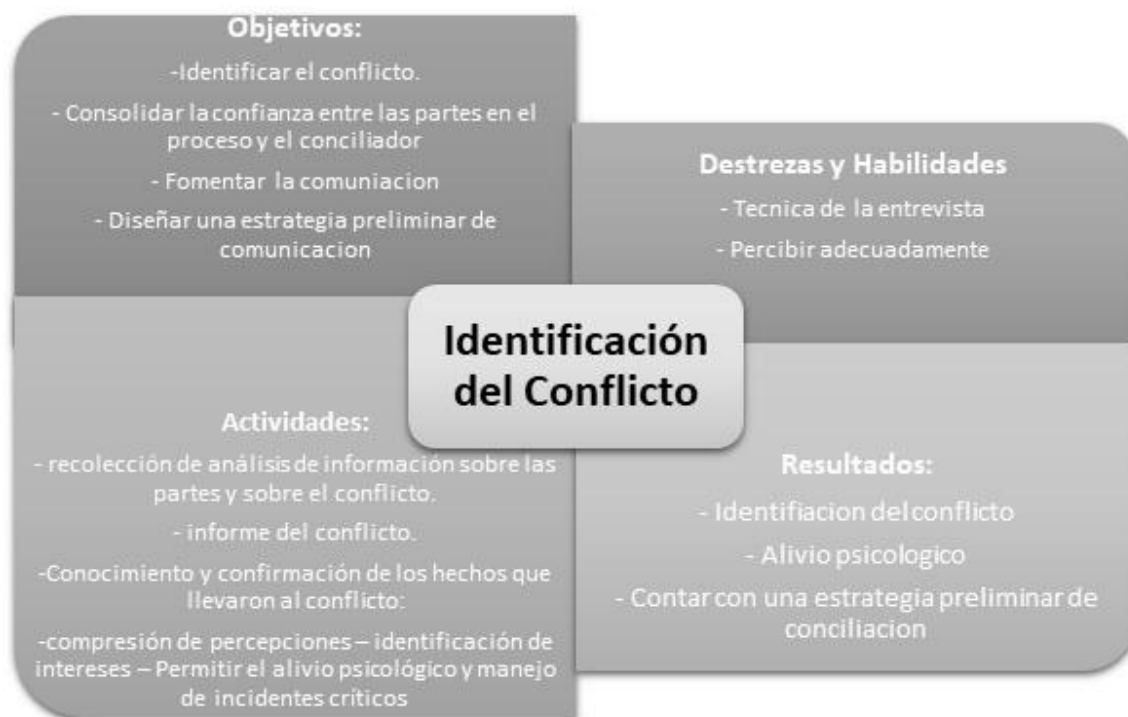 Objetivos:
-Identificar el conflicto.
- Consolidar la confianza entre las partes en el
proceso y el conciliador
- Fomentar la comuniacion
- Diseñar una estrategia preliminar de
comunicacion
Destrezas y Habilidades
- Tecnica de la entrevista
- Percibir adecuadamente
Identificación
del Conflicto
Actividades:
- recolección de análisis de información sobre las
partes y sobre el conflicto.
- informe del conflicto.
-Conocimiento y confirmación de los hechos que
llevaron al conflicto:
-compresión de percepciones – identificación de
intereses – Permitir el alivio psicológico y manejo
de incidentes críticos
Resultados:
- Identifiacion del conflicto
- Alivio psicologico
- Contar con una estrategia preliminar de
conciliacion